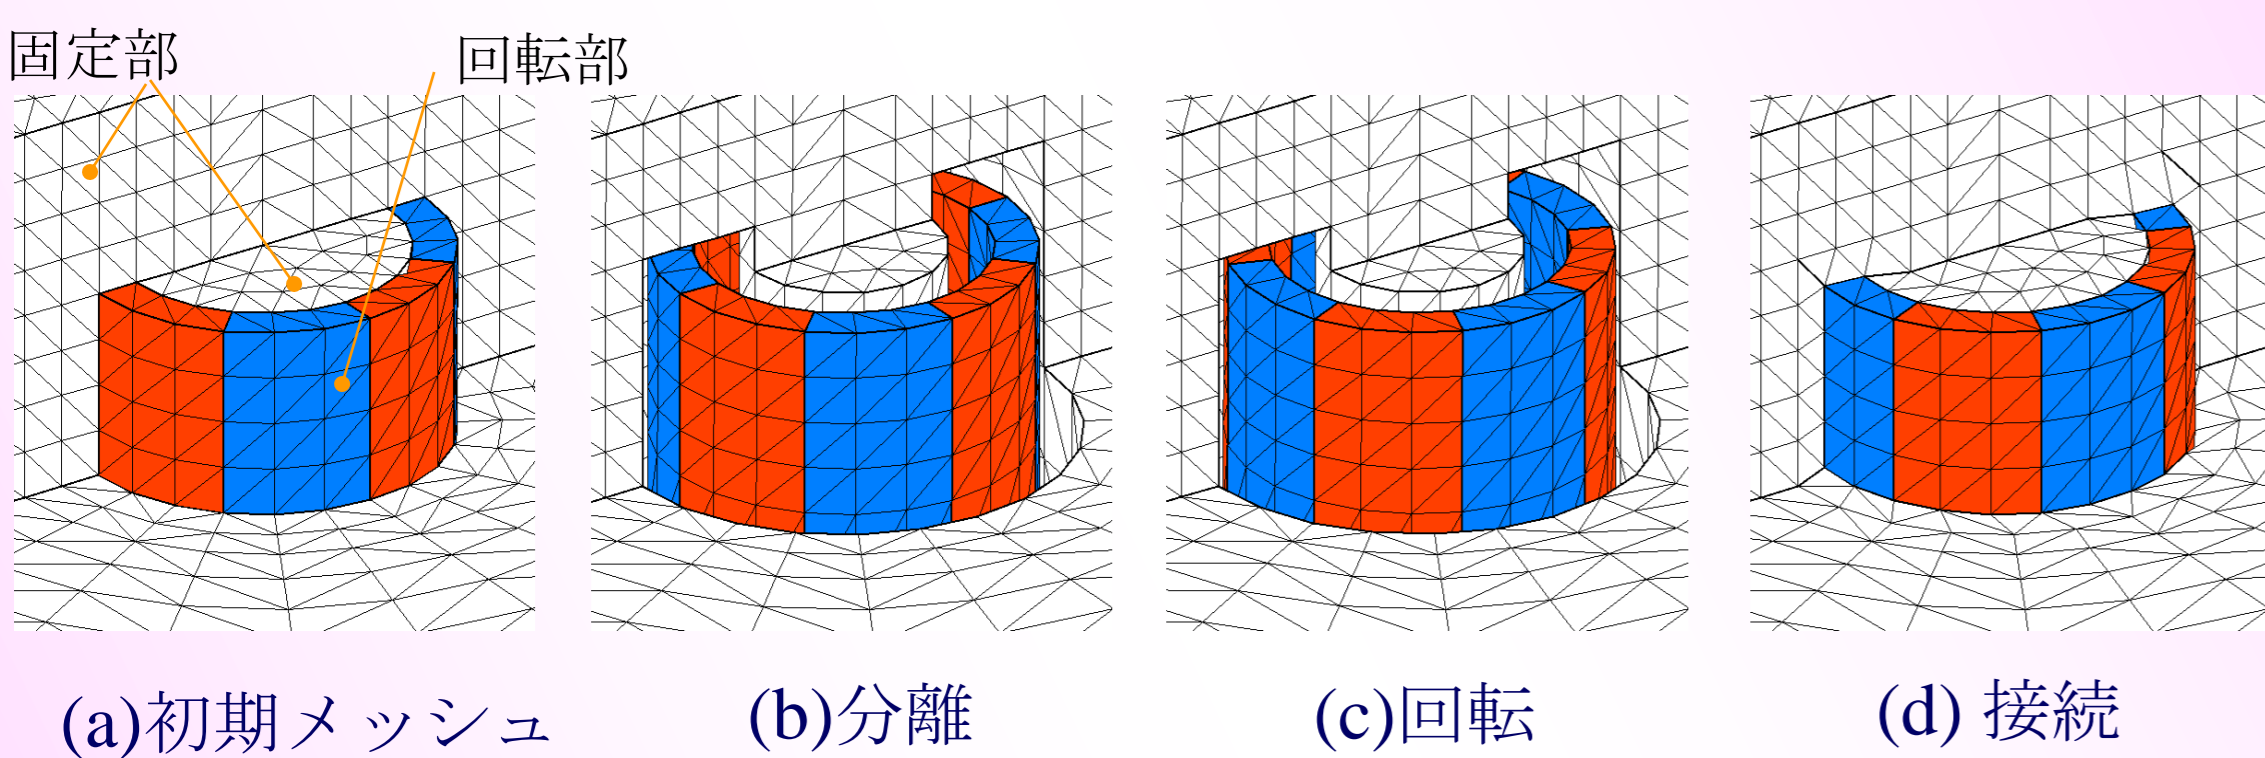 固定部
回転部
(a)初期メッシュ
(b)分離
(c)回転
(d) 接続